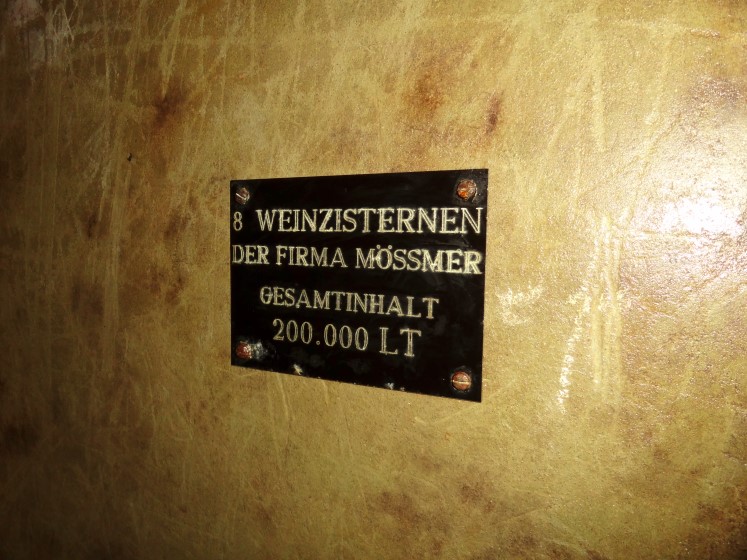 8 WEINZISTERNEN
DER FIRMA MÖSSMER
GESAMTINHALT
200.000 LT